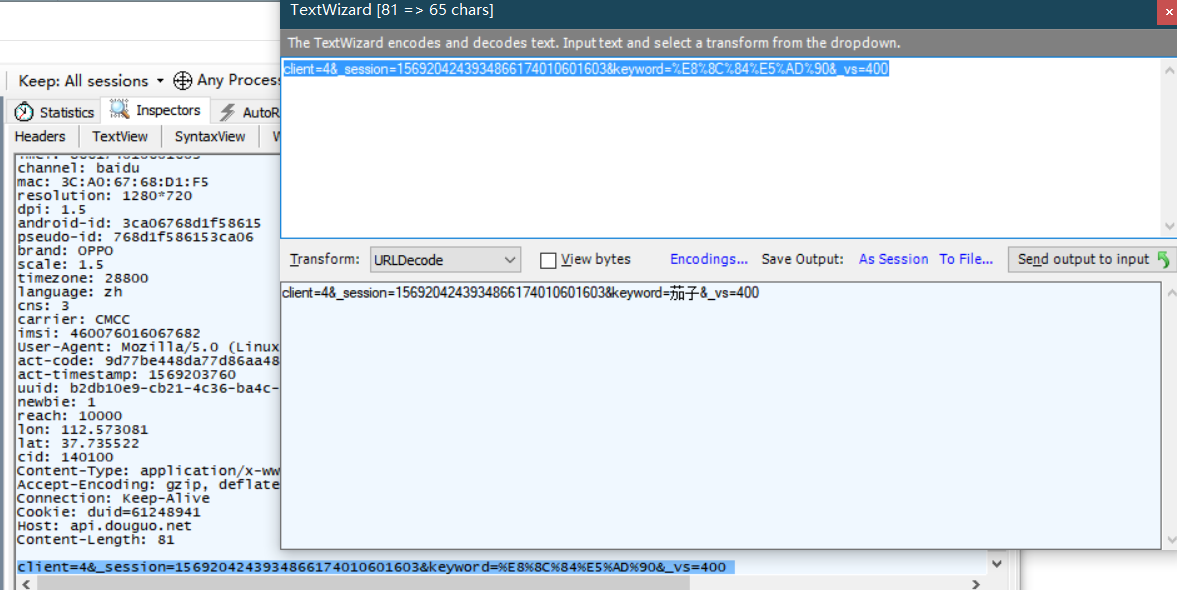 TextWizard [81 => 65 chars]
The TextWizard encodes and decodes text. Input text and select a transform from the dropdown.
client=4&_session=1569204243934866174010601603&keyword=%E8%8C%84%E5%AD%90&_vs=400
Keep: All sessions
Any Process
Statistics
Inspectors
AutoR
Headers
TextView
SyntaxView
Transform:
URLDecode
View bytes
Encodings...
Save Output:
As Session
To File...
Send output to input
client=4&_session=1569204243934866174010601603&keyword=茄子&_vs=400
channel: baidu
mac: 3C:A0:67:68:D1:F5
resolution: 1280*720
dpi: 1.5
android-id: 3ca06768d1f58615
pseudo-id: 768d1f586153ca06
brand: OPPO
scale: 1.5
timezone: 28800
language: zh
cns: 3
carrier: CMCC
imsi: 460076016067682
User-Agent: Mozilla/5.0 (Linux
act-code: 9d77be448da77d86aa48
act-timestamp: 1569203760
uuid: b2db10e9-cb21-4c36-ba4c-
newbie: 1
reach: 10000
lon: 112.573081
lat: 37.735522
cid: 140100
Content-Type: application/x-ww
Accept-Encoding: gzip, deflate
Connection: Keep-Alive
Cookie: duid=61248941
Host: api.douguo.net
Content-Length: 81
client=4&_session=1569204243934866174010601603&keyword=%E8%8C%84%E5%AD%90&_vs=400